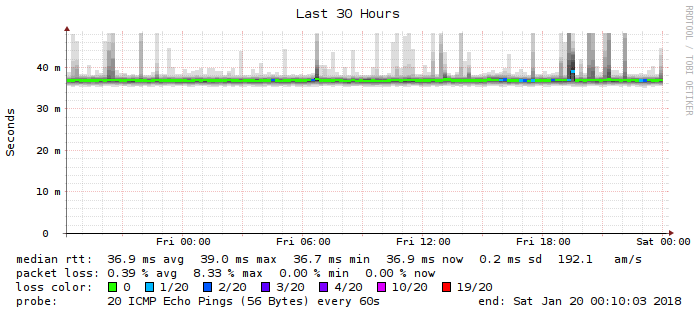 Last 30 Hours
RRDTOOL / TOBI OETIKER
Seconds
40 m
30 m
20 m
10 m
0
Fri 00:00 Fri 06:00 Fri 12:00 Fri 18:00 Sat 00:00
median rtt: 36.9 ms avg 39.0 ms max 36.7 ms min 36.9 ms now 0.2 ms sd 192.1 am/s
packet loss: 0.39 % avg 8.33 % max 0.00 % min 0.00 % now
loss color: 0 1/20 2/20 3/20 4/20 10/20 19/20
probe: 20 ICMP Echo Pings (56 Bytes) every 60s end: Sat Jan 20 00:10:03 2018